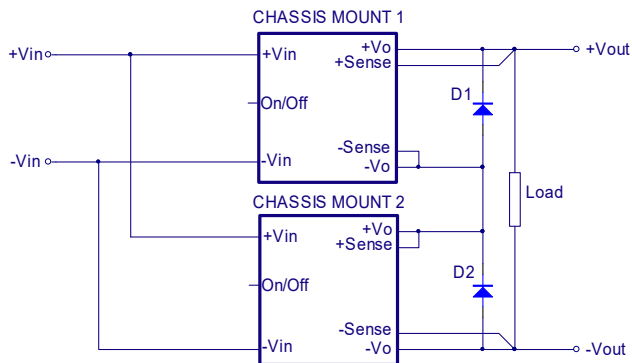 CHASSIS MOUNT 1
+Vin
+Vin
+Vo
+Sense
+Vout
On/Off
D1
-Sense
-Vin
-Vin
-Vo
Load
CHASSIS MOUNT 2
+Vin
+Vo
+Sense
On/Off
D2
-Sense
-Vin
-Vo
-Vout